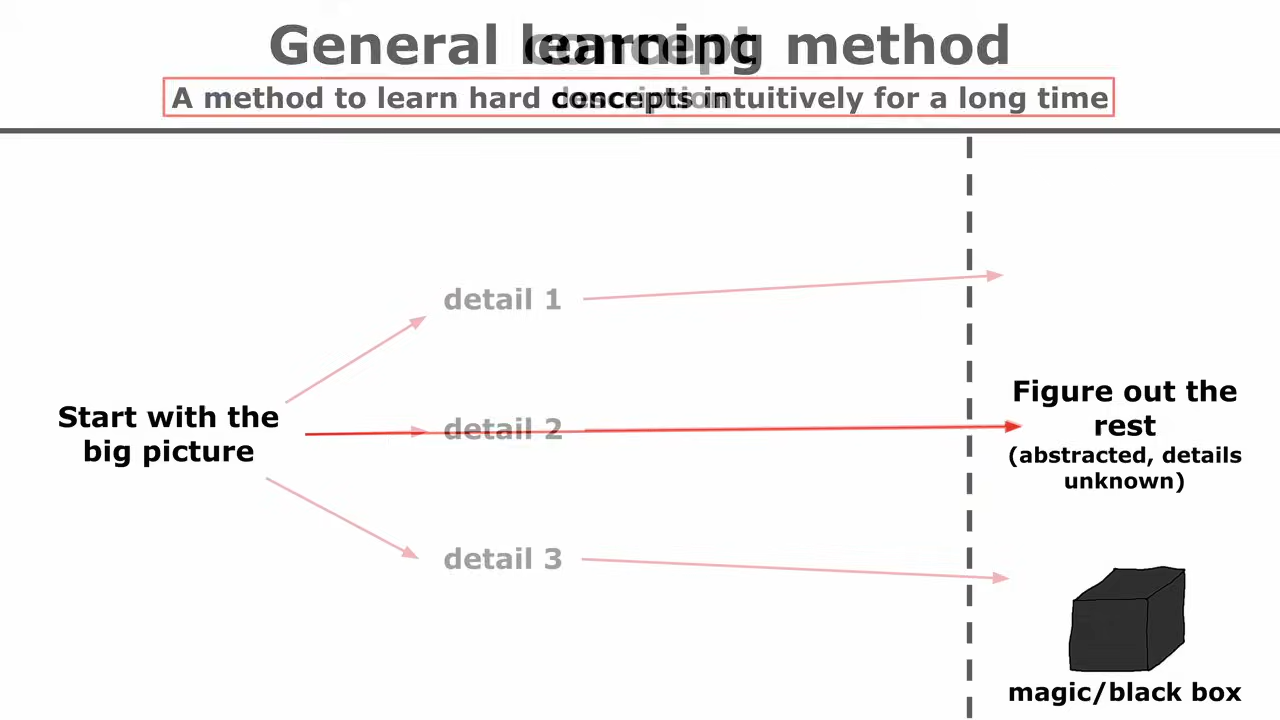 General learning method
A method to learn hard concepts intuitively for a long time
detail 1
Start with the
big picture
detail 2
Figure out the
rest
(abstracted, details
unknown)
detail 3
magic/black box